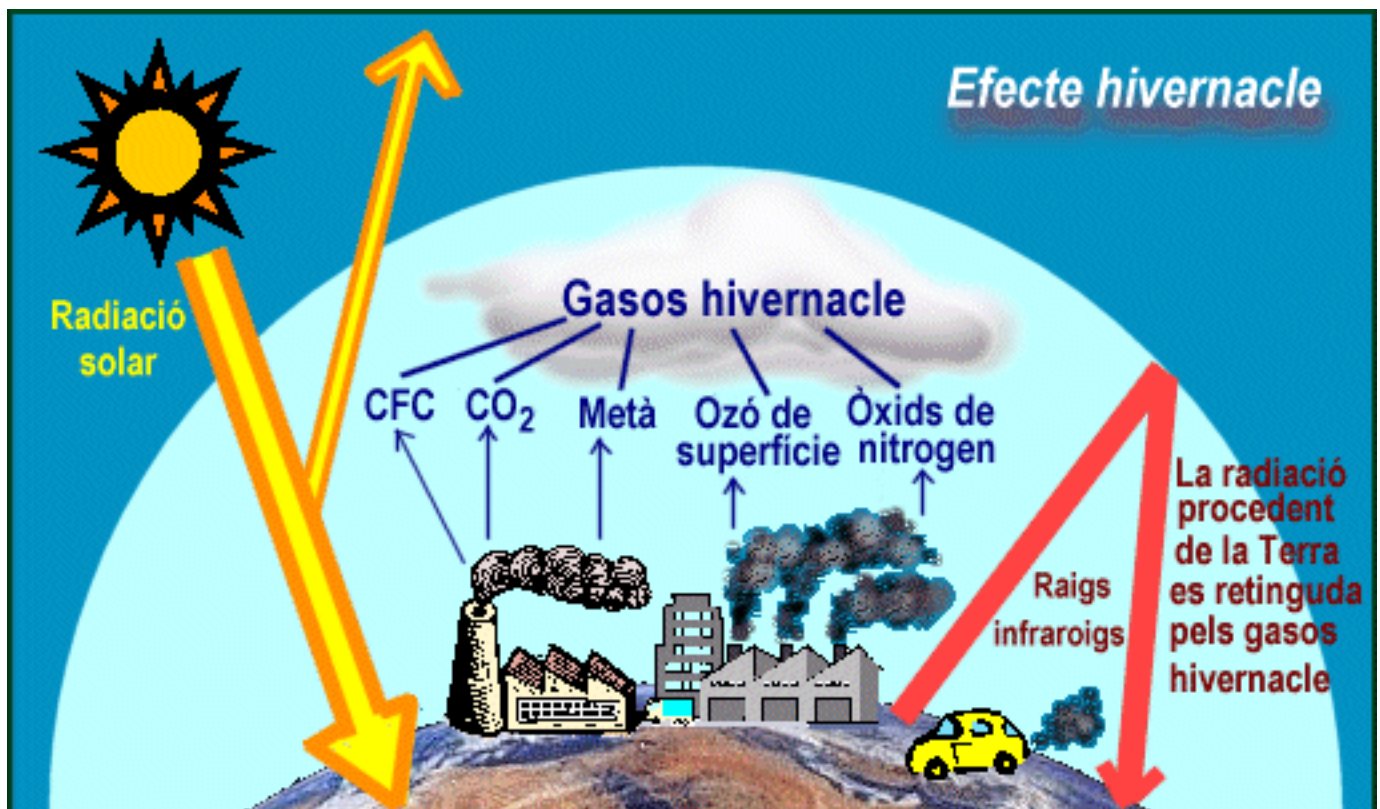 Efecte hivernacle
Radiació
solar
Gasos hivernacle
CFC
CO₂
Metà
Ozó de
superfície
Òxids de
nitrogen
Raigs
infraroigs
La radiació
procedent
de la Terra
es retinguda
pels gasos
hivernacle